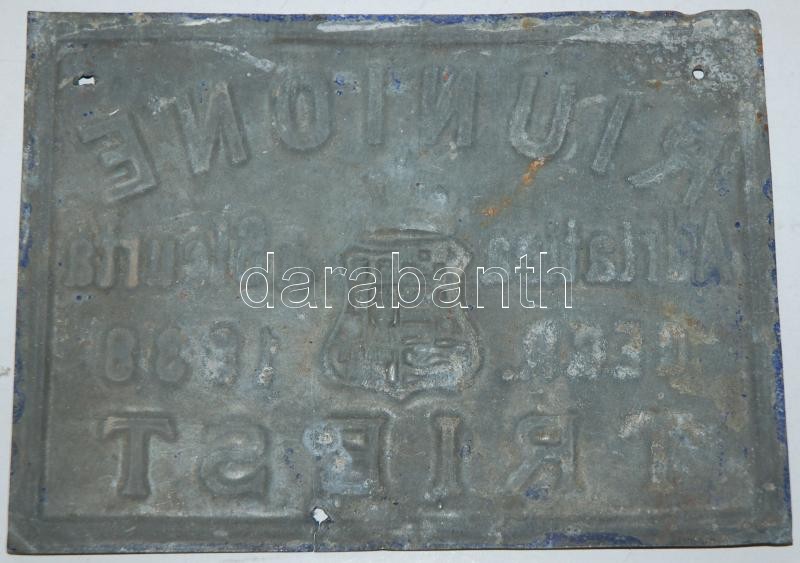 RIUNIONE
Adriatica Sicurta
darabanth
GEGR. 1838
TRIEST